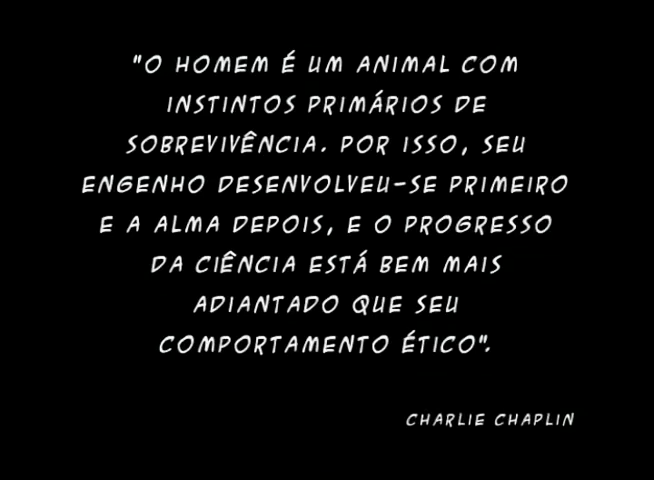 "O HOMEM É UM ANIMAL COM
INSTINTOS PRIMÁRIOS DE
SOBREVIVÊNCIA. POR ISSO, SEU
ENGENHO DESENVOLVEU-SE PRIMEIRO
E A ALMA DEPOIS, E O PROGRESSO
DA CIÊNCIA ESTÁ BEM MAIS
ADIANTADO QUE SEU
COMPORTAMENTO ÉTICO".
CHARLIE CHAPLIN